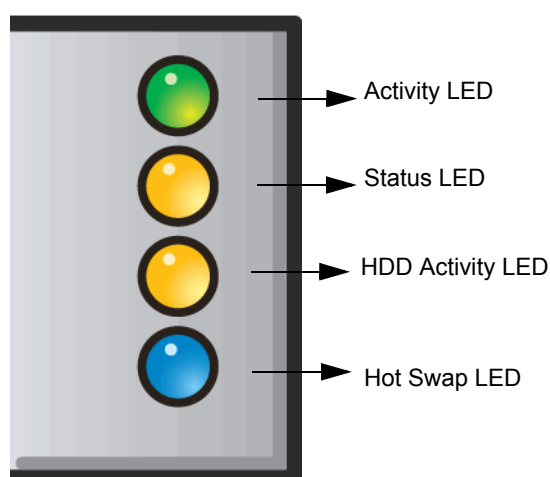 Activity LED
Status LED
HDD Activity LED
Hot Swap LED